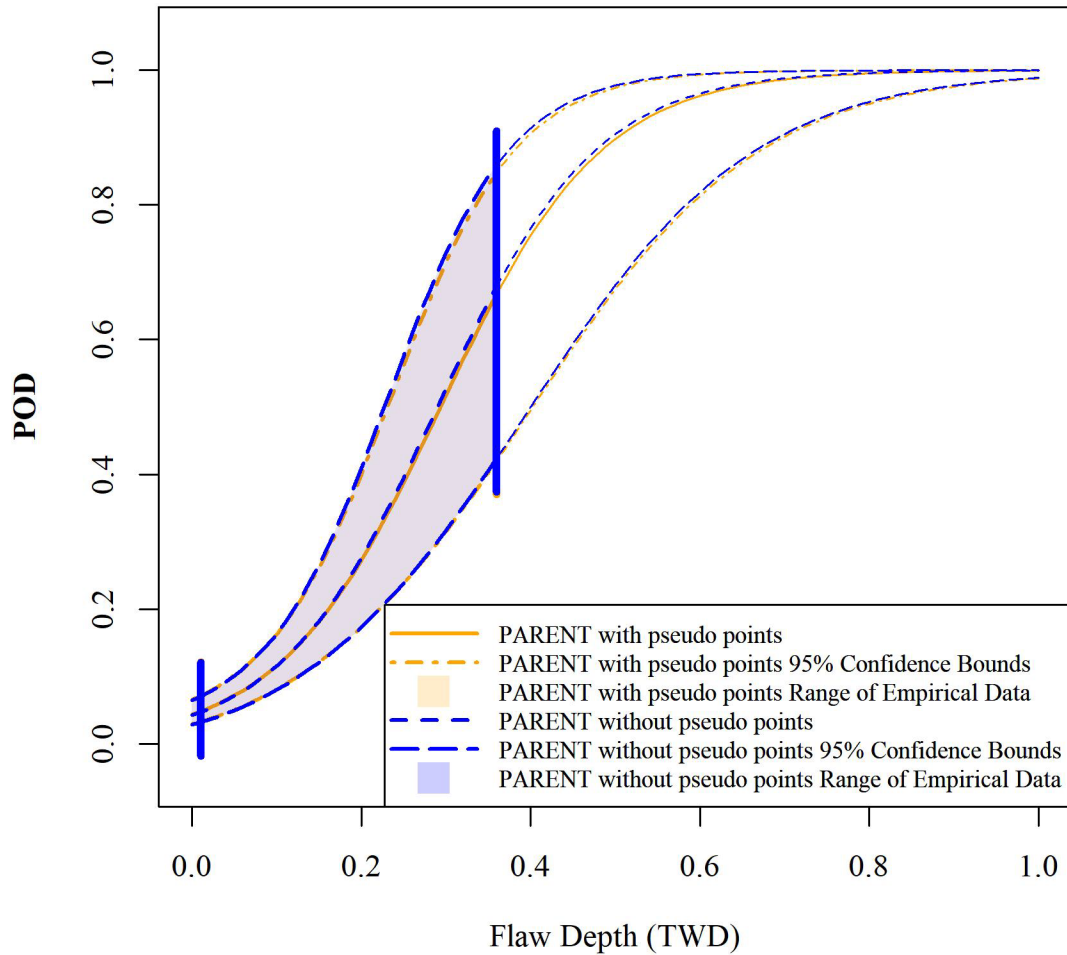 POD
1.0
0.8
0.6
0.4
0.2
0.0
PARENT with pseudo points
PARENT with pseudo points 95% Confidence Bounds
PARENT with pseudo points Range of Empirical Data
PARENT without pseudo points
PARENT without pseudo points 95% Confidence Bounds
PARENT without pseudo points Range of Empirical Data
0.0 0.2 0.4 0.6 0.8 1.0
Flaw Depth (TWD)